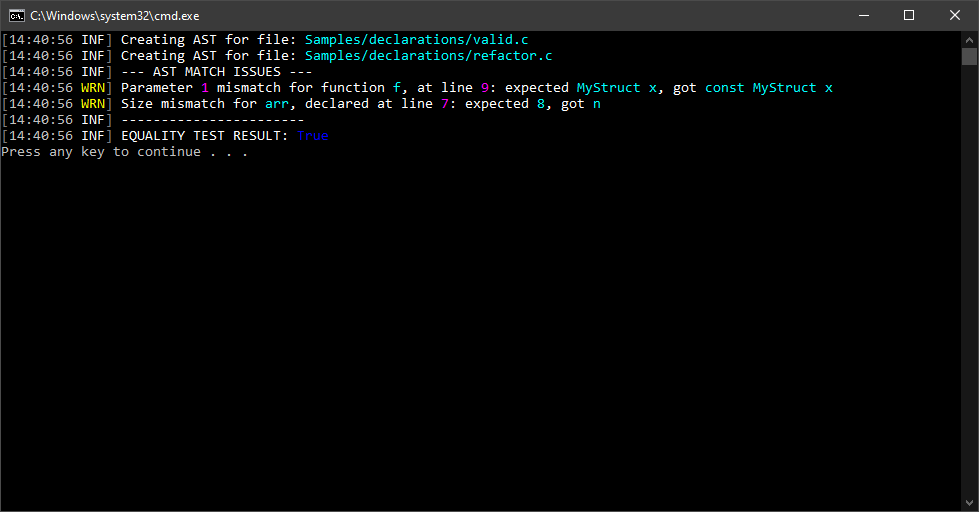 C:\Windows\system32\cmd.exe
[14:40:56 INF] Creating AST for file: Samples/declarations/valid.c
[14:40:56 INF] Creating AST for file: Samples/declarations/refactor.c
[14:40:56 INF] --- AST MATCH ISSUES ---
[14:40:56 WRN] Parameter 1 mismatch for function f, at line 9: expected MyStruct x, got const MyStruct x
[14:40:56 WRN] Size mismatch for arr, declared at line 7: expected 8, got n
[14:40:56 INF] -----------------------
[14:40:56 INF] EQUALITY TEST RESULT: True
Press any key to continue . . .